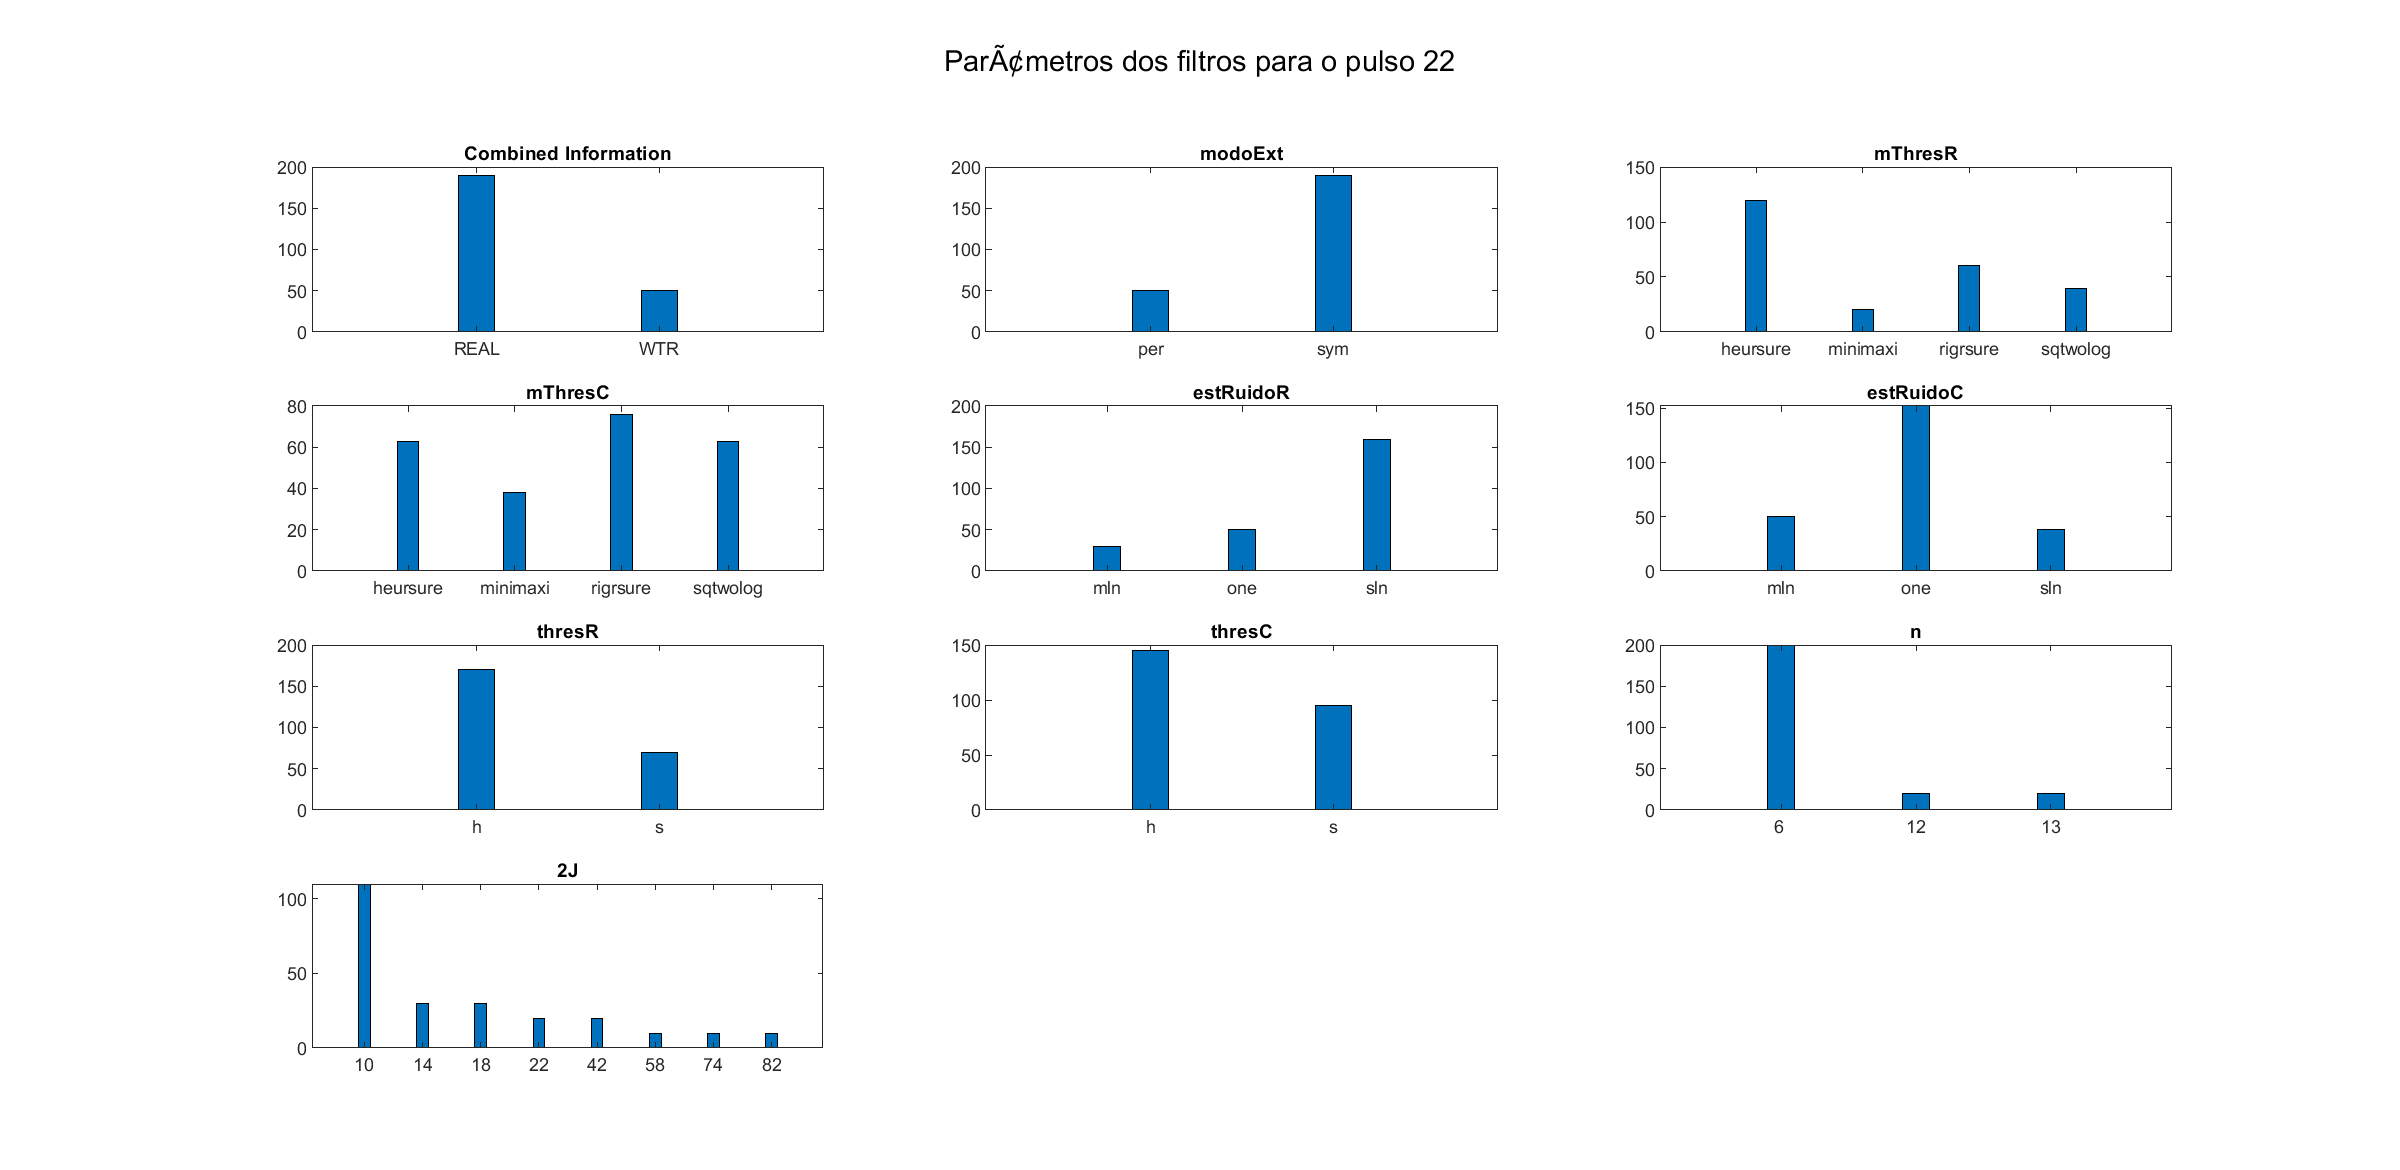 ParÃ¢metros dos filtros para o pulso 22
Combined Information
200
150
100
50
0
REAL WTR
modoExt
200
150
100
50
0
per sym
mThresR
150
100
50
0
heursure minimaxi rigrsure sqtwolog
mThresC
80
60
40
20
0
heursure minimaxi rigrsure sqtwolog
estRuidoR
200
150
100
50
0
mln one sln
estRuidoC
150
100
50
0
mln one sln
thresR
200
150
100
50
0
h s
thresC
150
100
50
0
h s
n
200
150
100
50
0
6 12 13
2J
100
50
0
10 14 18 22 42 58 74 82